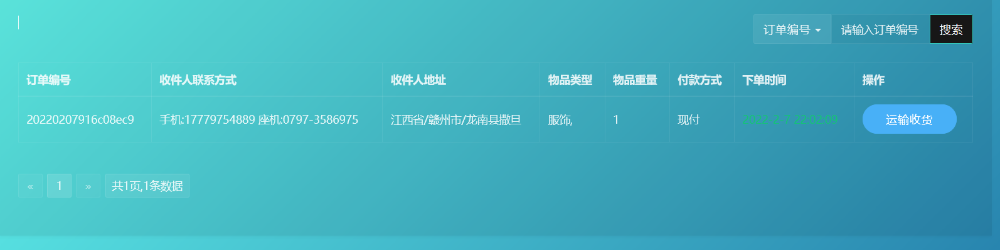 订单编号 请输入订单编号 搜索
订单编号 收件人联系方式 收件人地址 物品类型 物品重量 付款方式 下单时间 操作
20220207916c08ec9 手机:17779754889 座机:0797-3586975 江西省/赣州市/龙南县撒旦 服饰, 1 现付 2022-2-7 22:02:09 运输收货
« 1 » 共1页,1条数据